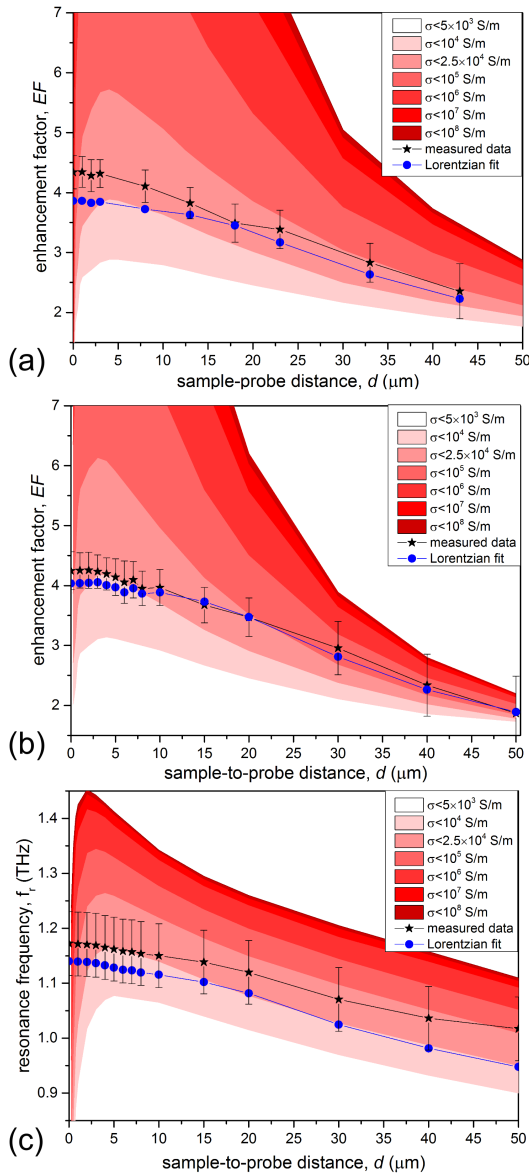 7
6
5
4
3
2
enhancement factor, EF
σ<5×10³ S/m
σ<10⁴ S/m
σ<2.5×10⁴ S/m
σ<10⁵ S/m
σ<10⁶ S/m
σ<10⁷ S/m
σ<10⁸ S/m
measured data
Lorentzian fit
0 5 10 15 20 25 30 35 40 45 50
(a)
sample-probe distance, d (μm)
7
6
5
4
3
2
enhancement factor, EF
σ<5×10³ S/m
σ<10⁴ S/m
σ<2.5×10⁴ S/m
σ<10⁵ S/m
σ<10⁶ S/m
σ<10⁷ S/m
σ<10⁸ S/m
measured data
Lorentzian fit
0 5 10 15 20 25 30 35 40 45 50
(b)
sample-to-probe distance, d (μm)
1.4
1.3
1.2
1.1
1.0
0.9
resonance frequency, fᵣ (THz)
σ<5×10³ S/m
σ<10⁴ S/m
σ<2.5×10⁴ S/m
σ<10⁵ S/m
σ<10⁶ S/m
σ<10⁷ S/m
σ<10⁸ S/m
measured data
Lorentzian fit
0 5 10 15 20 25 30 35 40 45 50
(c)
sample-to-probe distance, d (μm)